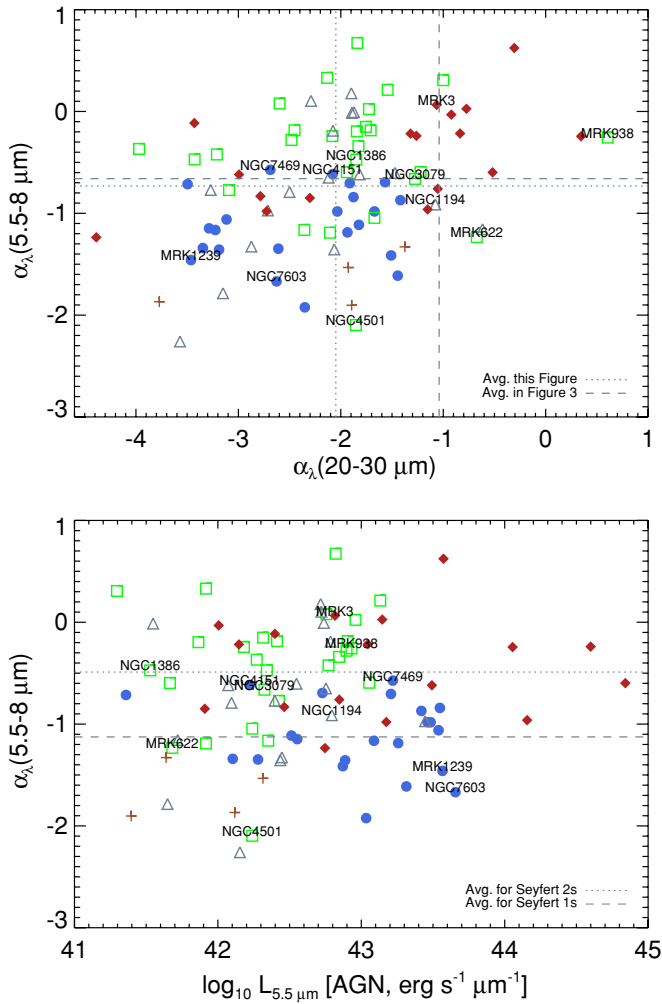 1
0
-1
-2
-3
α_λ(5.5-8 μm)
MRK3
MRK938
NGC1386
NGC7469
NGC4151
NGC3079
NGC1194
MRK622
MRK1239
NGC7603
NGC4501
Avg. this Figure
Avg. in Figure 3
-4 -3 -2 -1 0 1
α_λ(20-30 μm)
1
0
-1
-2
-3
α_λ(5.5-8 μm)
MRK3
MRK938
NGC1386
NGC4151
NGC7469
NGC3079
NGC1194
MRK622
MRK1239
NGC7603
NGC4501
Avg. for Seyfert 2s
Avg. for Seyfert 1s
41 42 43 44 45
log₁₀ L₅.₅ μm [AGN, erg s⁻¹ μm⁻¹]